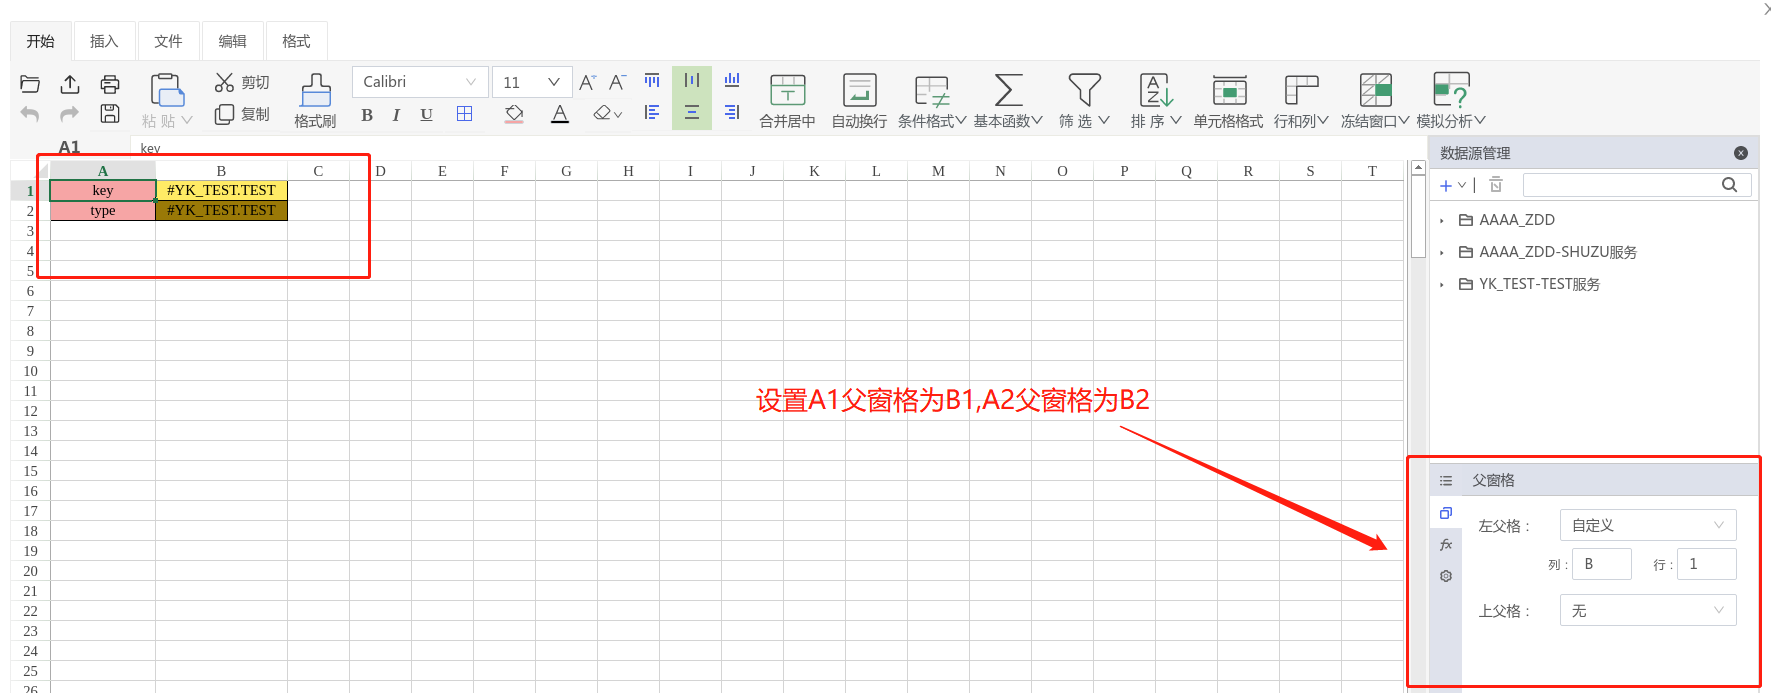 开始 插入 文件 编辑 格式
剪切 Calibri 11
粘 贴 复制 格式刷 B I U A 合并居中 自动换行 条件格式 基本函数 筛 选 排 序 单元格格式 行和列 冻结窗口 模拟分析
A1 key 数据源管理
A B C D E F G H I J K L M N O P Q R S T
1 key #YK_TEST.TEST
2 type #YK_TEST.TEST
3
4
5
6
7
8
9
10
11
12
13
14
15
16
17
18
19
20
21
22
23
24
25
26
AAAA_ZDD
AAAA_ZDD-SHUZU服务
YK_TEST-TEST服务
设置A1父窗格为B1,A2父窗格为B2
父窗格
左父格： 自定义
列： B 行： 1
上父格： 无